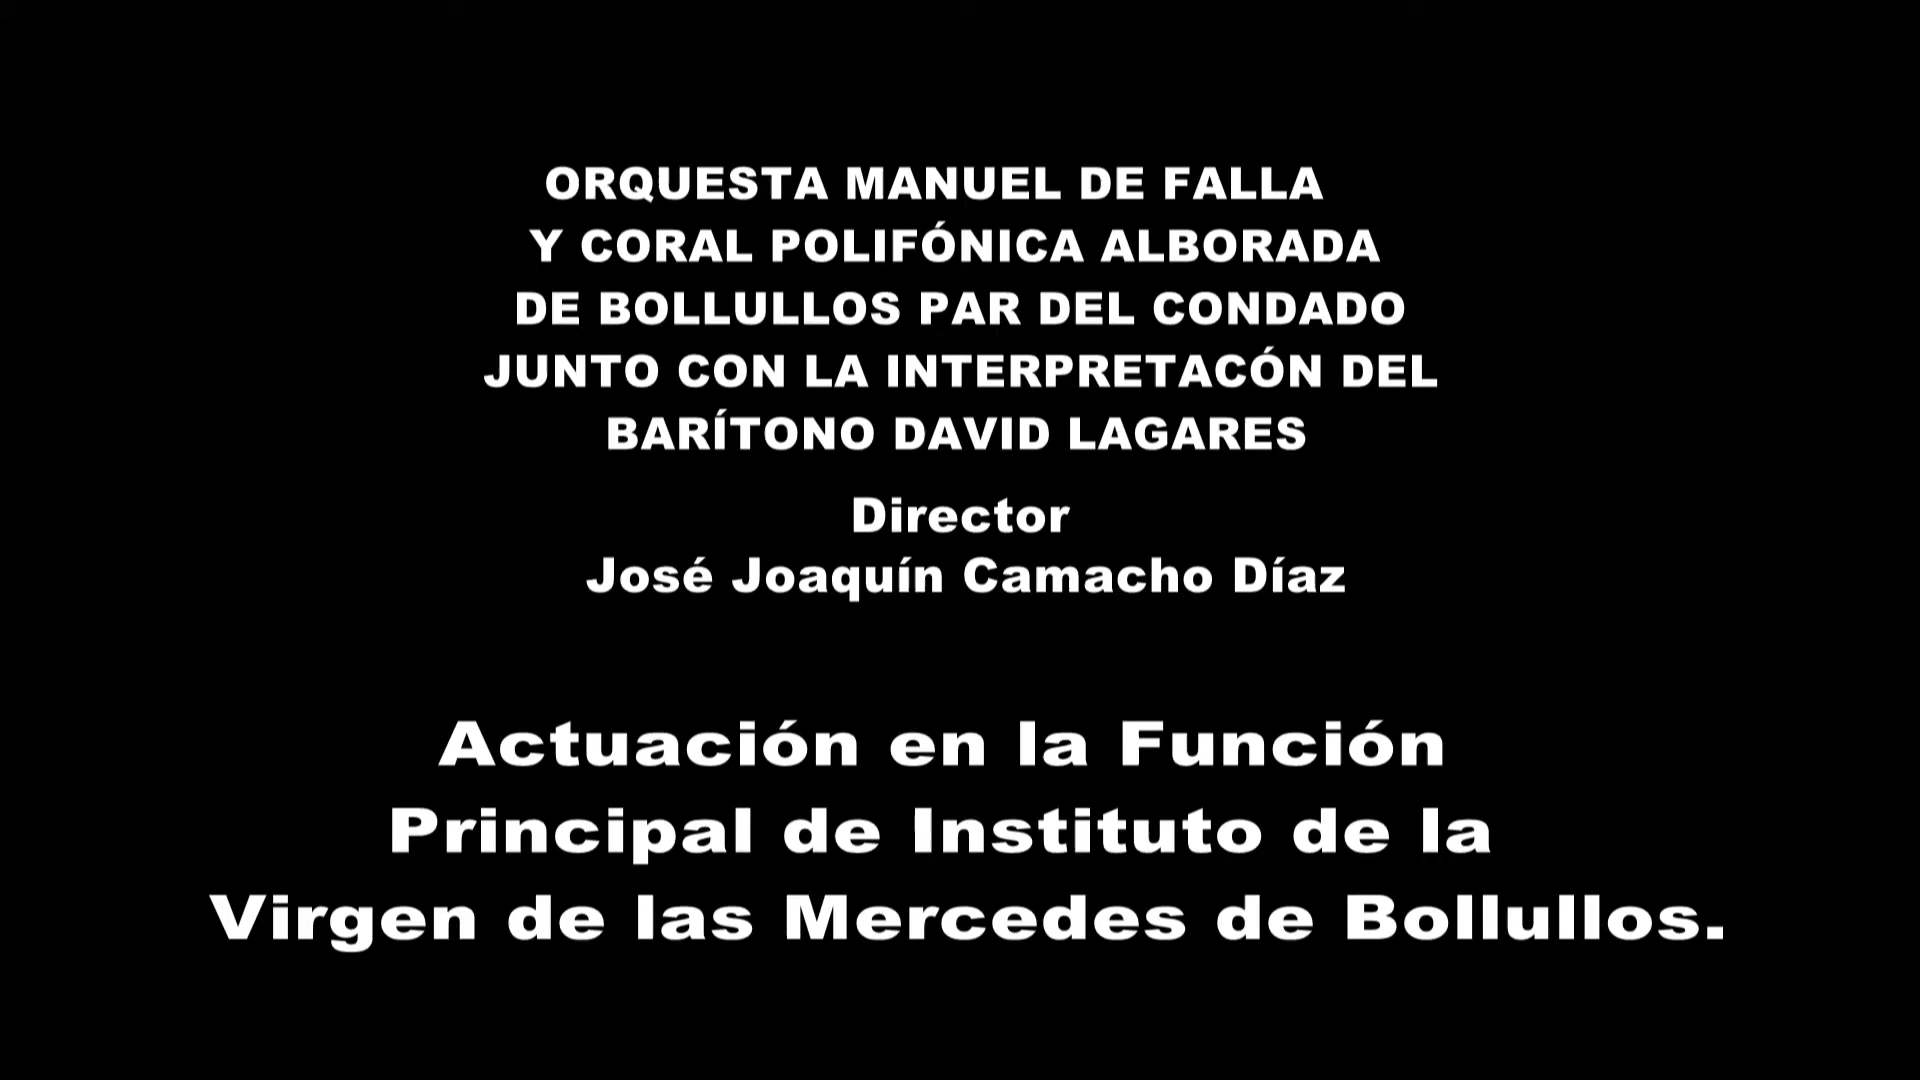 ORQUESTA MANUEL DE FALLA
Y CORAL POLIFÓNICA ALBORADA
DE BOLLULLOS PAR DEL CONDADO
JUNTO CON LA INTERPRETACÓN DEL
BARÍTONO DAVID LAGARES
Director
José Joaquín Camacho Díaz
Actuación en la Función
Principal de Instituto de la
Virgen de las Mercedes de Bollullos.